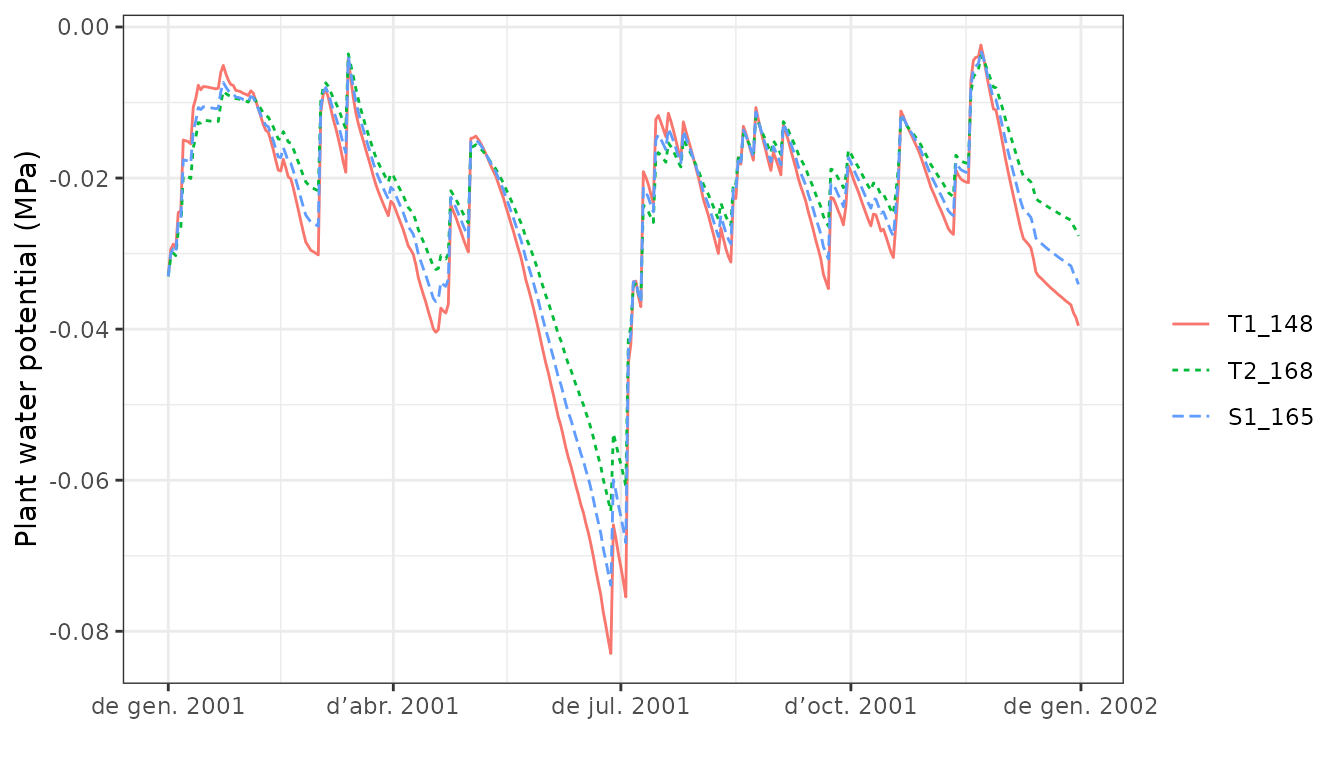 Plant water potential (MPa)
0.00
-0.02
-0.04
-0.06
-0.08
de gen. 2001
d’abr. 2001
de jul. 2001
d’oct. 2001
de gen. 2002
T1_148
T2_168
S1_165